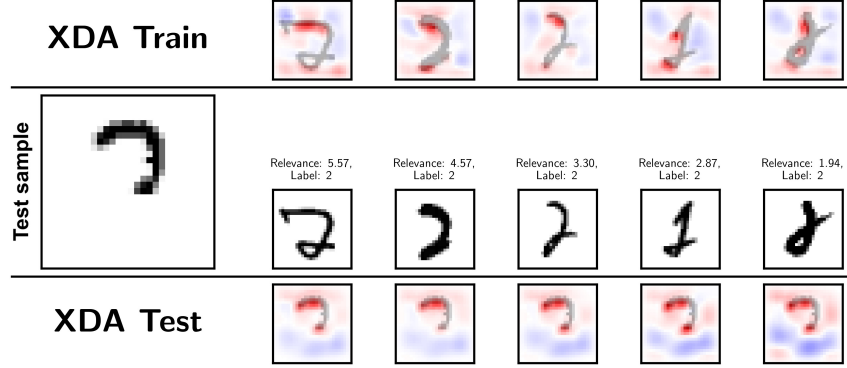 XDA Train
Test sample
Relevance: 5.57,
Label: 2
Relevance: 4.57,
Label: 2
Relevance: 3.30,
Label: 2
Relevance: 2.87,
Label: 2
Relevance: 1.94,
Label: 2
XDA Test